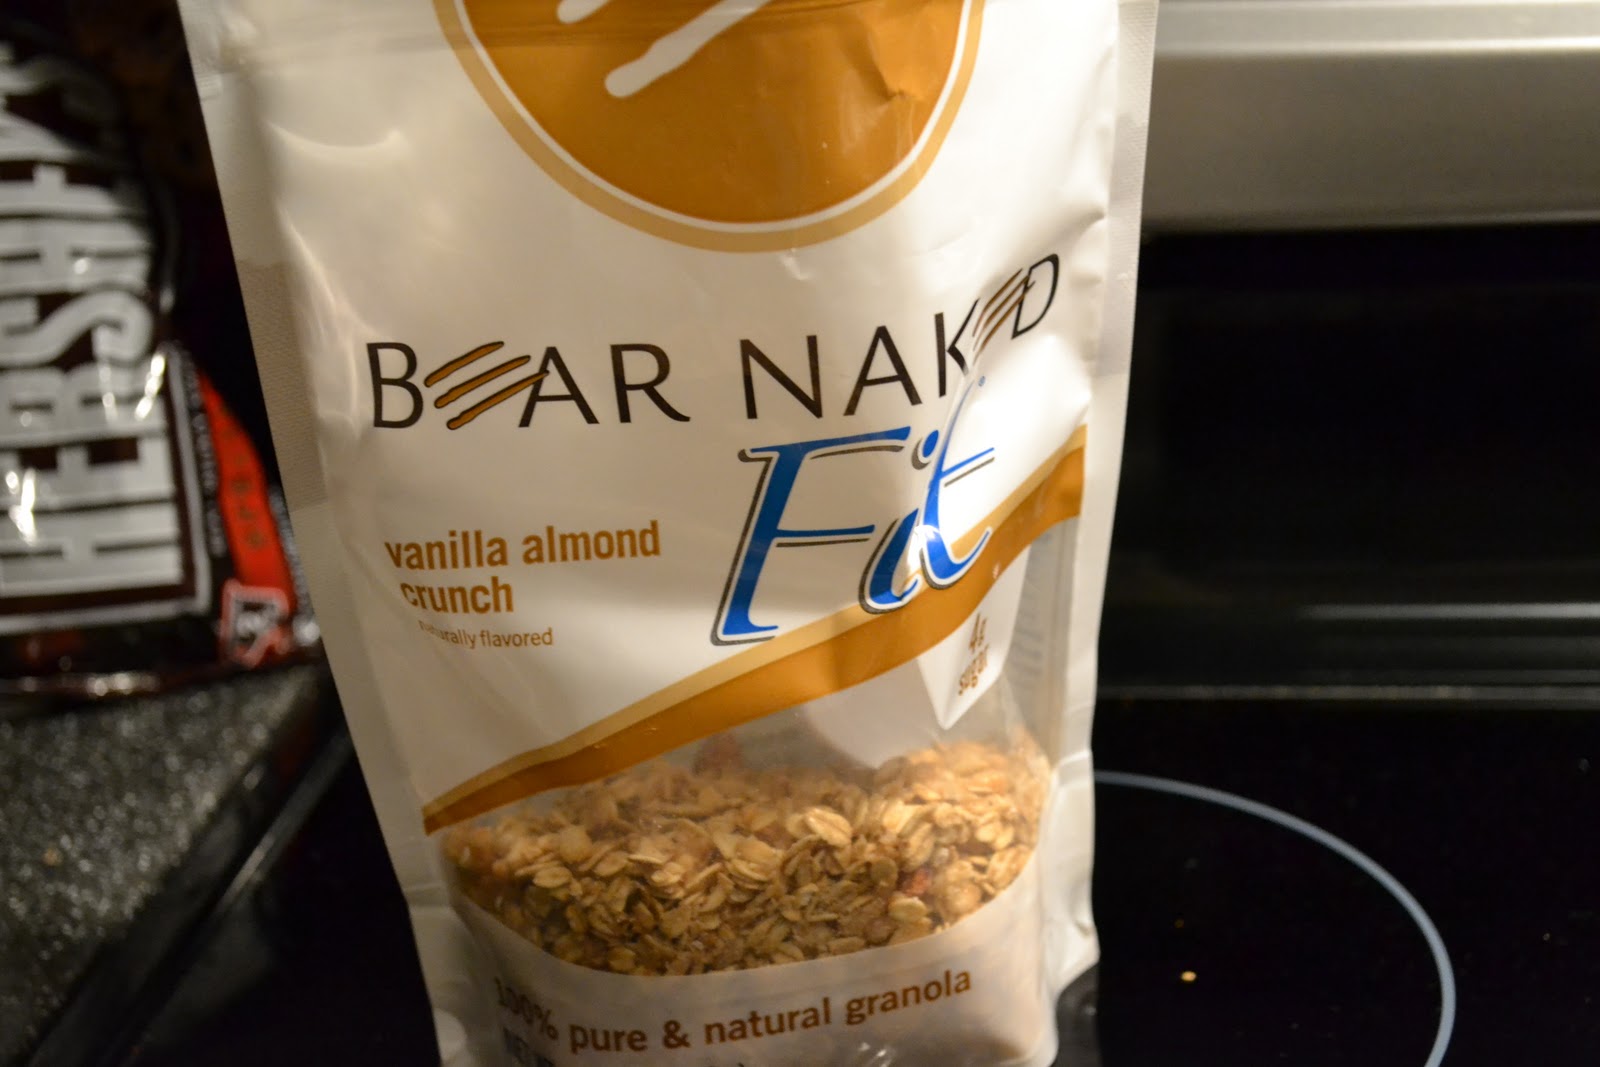 HERSHEY'S
BEAR NAKED
Fit
vanilla almond
crunch
naturally flavored
4g
sugar
100% pure & natural granola